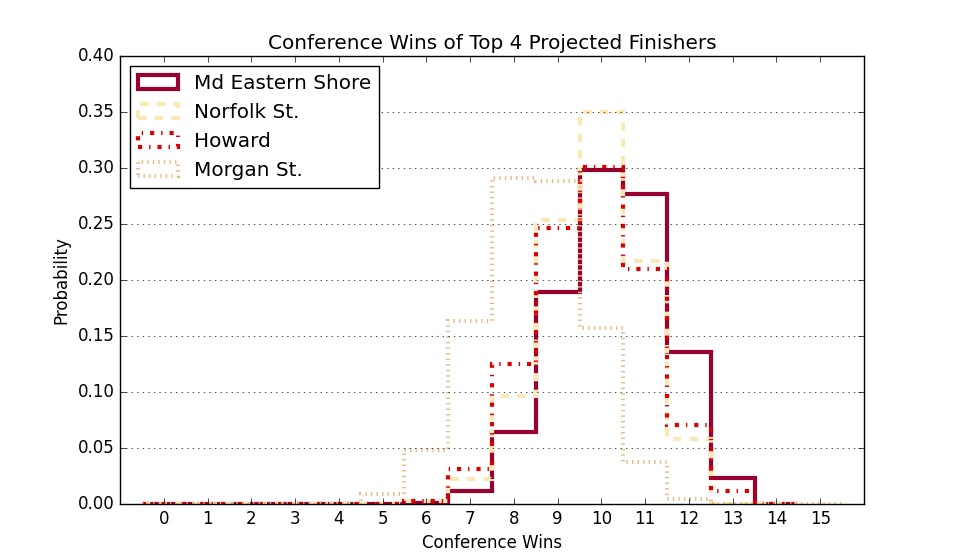 Conference Wins of Top 4 Projected Finishers
0.40
0.35
0.30
0.25
0.20
0.15
0.10
0.05
0.00
Probability
Md Eastern Shore
Norfolk St.
Howard
Morgan St.
0 1 2 3 4 5 6 7 8 9 10 11 12 13 14 15
Conference Wins